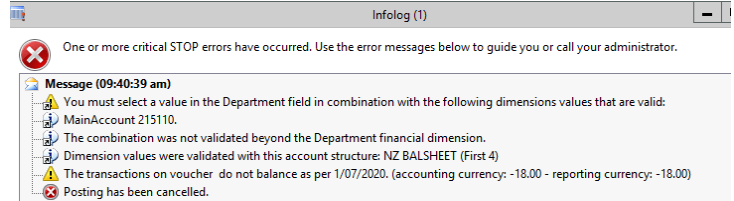 Infolog (1)
One or more critical STOP errors have occurred. Use the error messages below to guide you or call your administrator.
Message (09:40:39 am)
You must select a value in the Department field in combination with the following dimensions values that are valid:
MainAccount 215110.
The combination was not validated beyond the Department financial dimension.
Dimension values were validated with this account structure: NZ BALSHEET (First 4)
The transactions on voucher  do not balance as per 1/07/2020. (accounting currency: -18.00 - reporting currency: -18.00)
Posting has been cancelled.